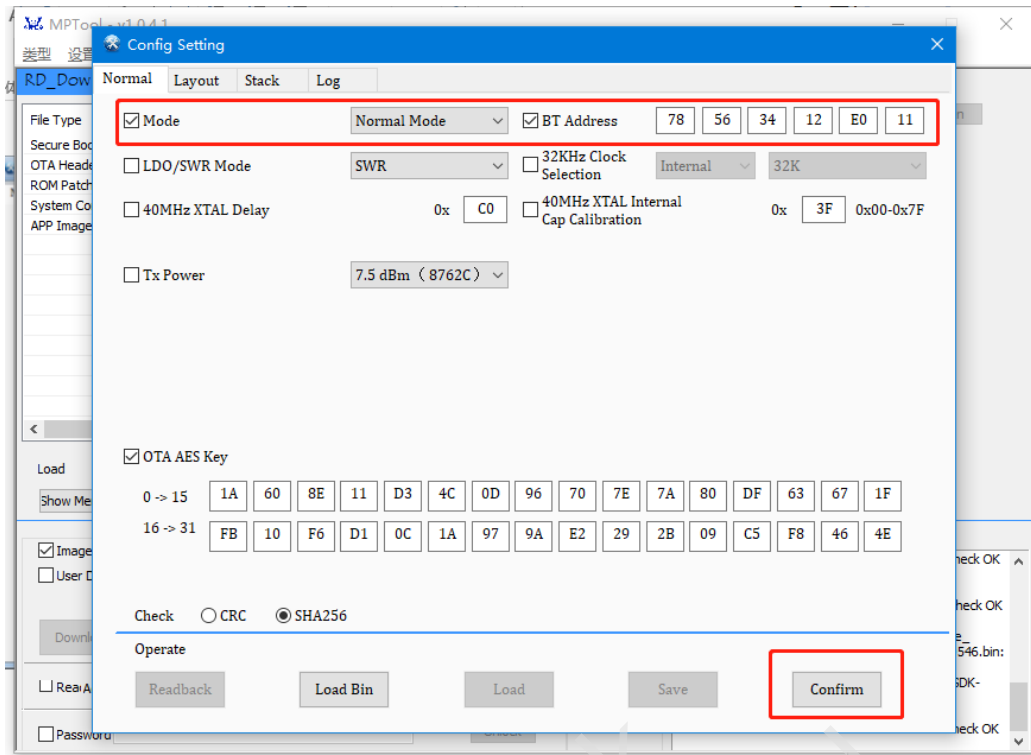 MPTool - v1.0.4.1
类型 设置
Config Setting
RD_Dow
Normal Layout Stack Log
File Type
Secure Boo
OTA Heade
ROM Patch
System Co
APP Image
Mode Normal Mode BT Address 78 56 34 12 E0 11
LDO/SWR Mode SWR 32KHz Clock Selection Internal 32K
40MHz XTAL Delay 0x C0 40MHz XTAL Internal Cap Calibration 0x 3F 0x00-0x7F
Tx Power 7.5 dBm (8762C)
<
Load
Show Me
OTA AES Key
0 -> 15 1A 60 8E 11 D3 4C 0D 96 70 7E 7A 80 DF 63 67 1F
16 -> 31 FB 10 F6 D1 0C 1A 97 9A E2 29 2B 09 C5 F8 46 4E
Image
User D
heck OK
Check CRC SHA256
heck OK
Downl
Operate
546.bin:
Readback Load Bin Load Save Confirm
SDK-
Password
heck OK